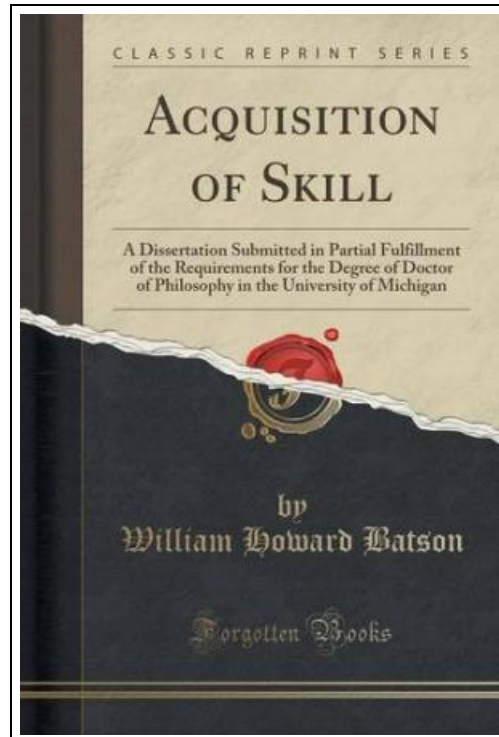 CLASSIC REPRINT SERIES
ACQUISITION
OF SKILL
A Dissertation Submitted in Partial Fulfillment
of the Requirements for the Degree of Doctor
of Philosophy in the University of Michigan
F
by
William Howard Batson
Forgotten Books